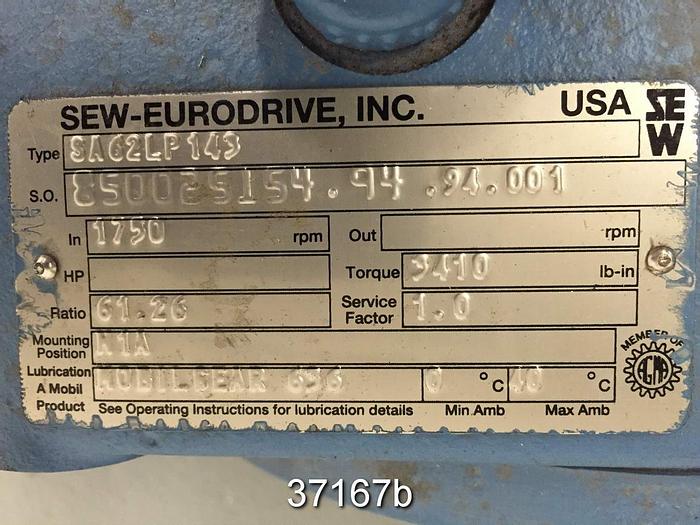 SEW-EURODRIVE, INC. USA SEW
Type SA62LP143
S.O. 850025154.94.94.001
In 1750 rpm Out rpm
HP Torque 3410 lb-in
Ratio 61.26 Service Factor 1.0
Mounting Position
Lubrication MOBILGEAR 636 0 °C 40 °C
A Mobil
Product See Operating Instructions for lubrication details Min Amb Max Amb
MEMBER OF
AGMA
37167b